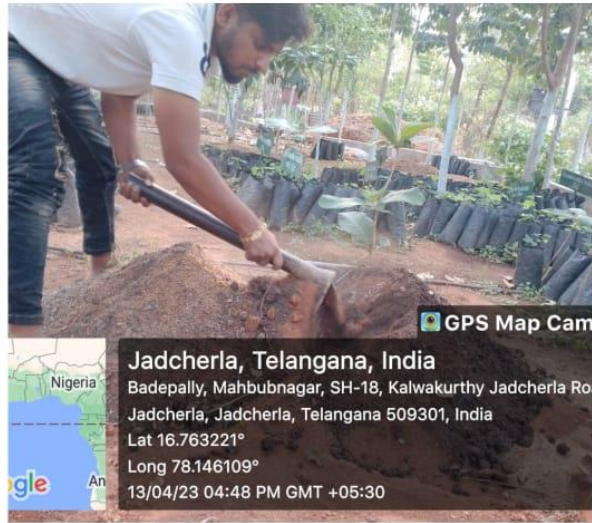 GPS Map Cam
Jadcherla, Telangana, India
Badepally, Mahbubnagar, SH-18, Kalwakurthy Jadcherla Ro
Jadcherla, Jadcherla, Telangana 509301, India
Lat 16.763221°
Long 78.146109°
13/04/23 04:48 PM GMT +05:30
Nigeria
An
gle